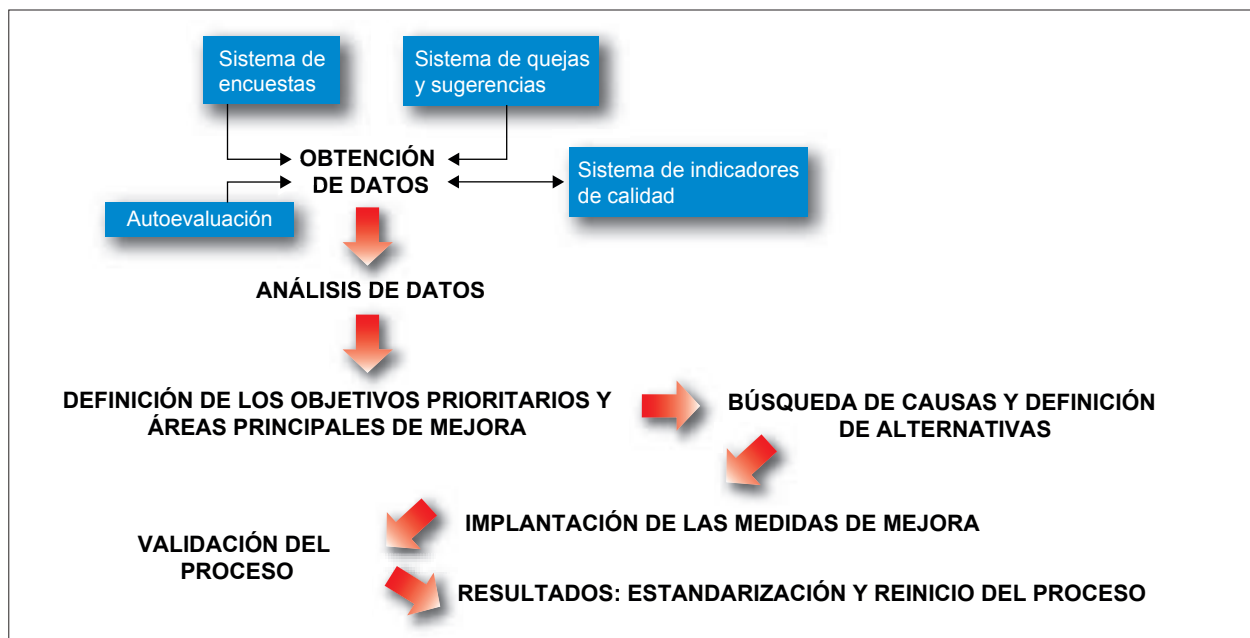 Sistema de
encuestas
Sistema de quejas
y sugerencias
OBTENCIÓN
DE DATOS
Sistema de indicadores
de calidad
Autoevaluación
ANÁLISIS DE DATOS
DEFINICIÓN DE LOS OBJETIVOS PRIORITARIOS Y
ÁREAS PRINCIPALES DE MEJORA
BÚSQUEDA DE CAUSAS Y DEFINICIÓN
DE ALTERNATIVAS
IMPLANTACIÓN DE LAS MEDIDAS DE MEJORA
VALIDACIÓN DEL
PROCESO
RESULTADOS: ESTANDARIZACIÓN Y REINICIO DEL PROCESO